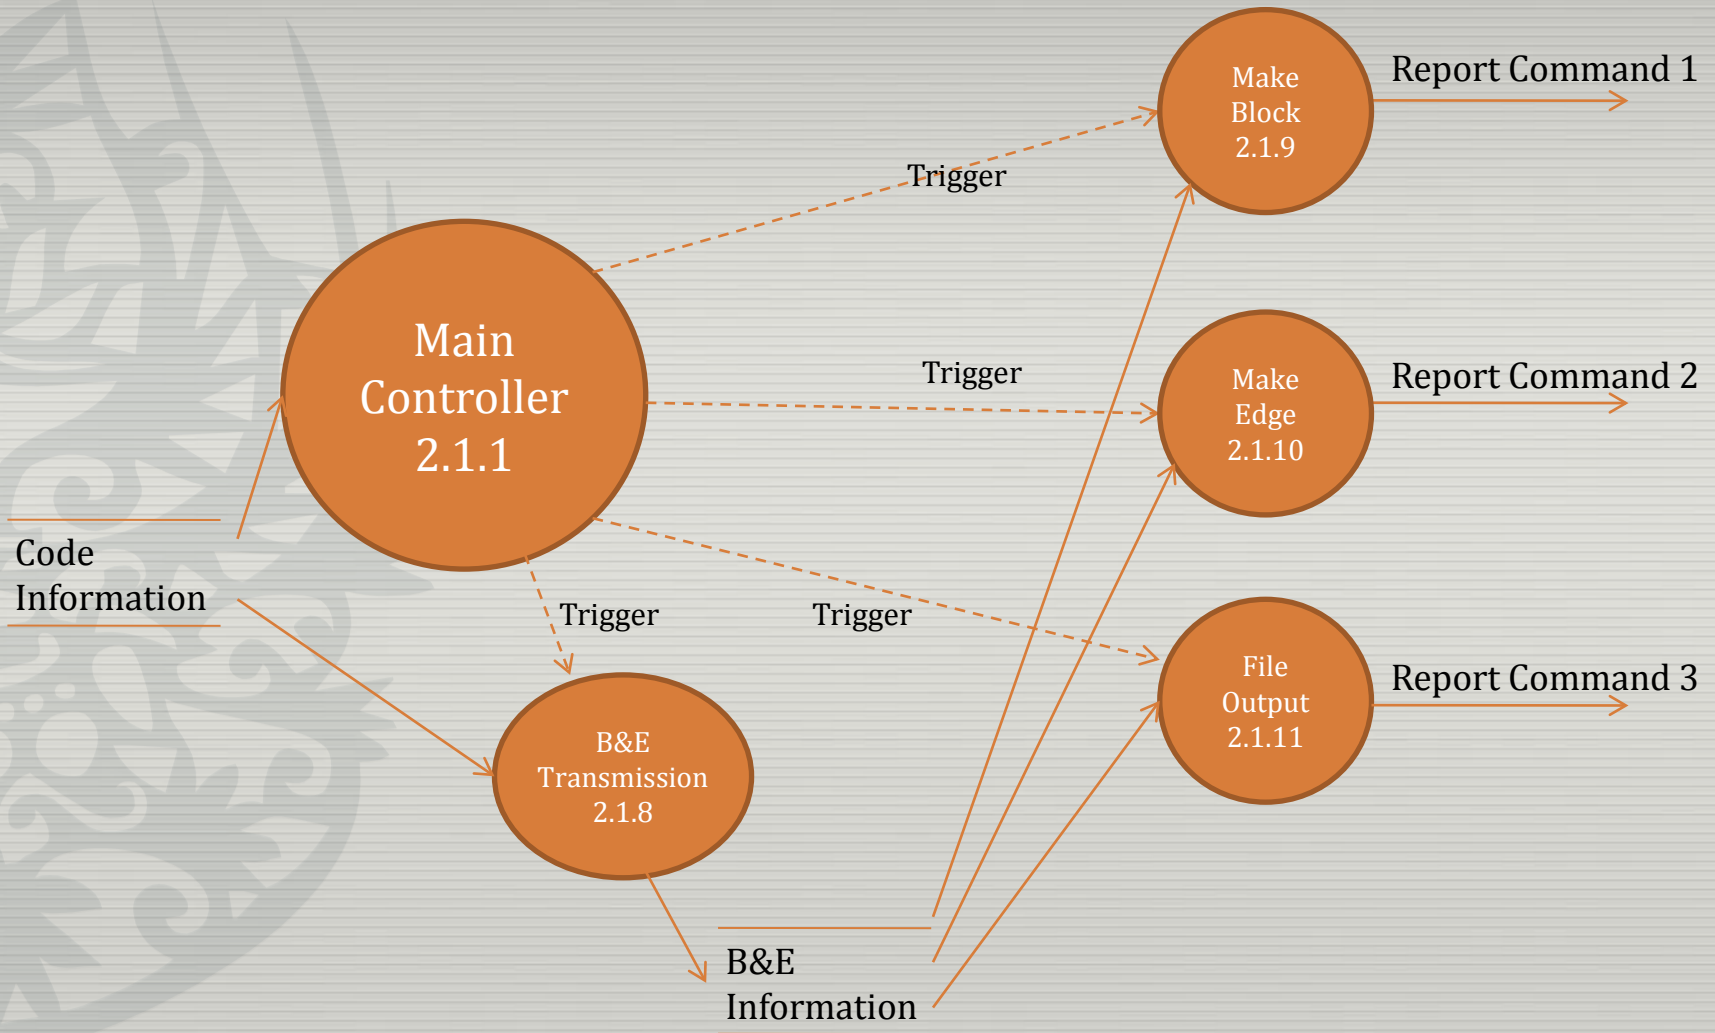 Make
Block
2.1.9
Report Command 1
Trigger
Main
Controller
2.1.1
Trigger
Make
Edge
2.1.10
Report Command 2
Code
Information
Trigger
Trigger
File
Output
2.1.11
Report Command 3
B&E
Transmission
2.1.8
B&E
Information